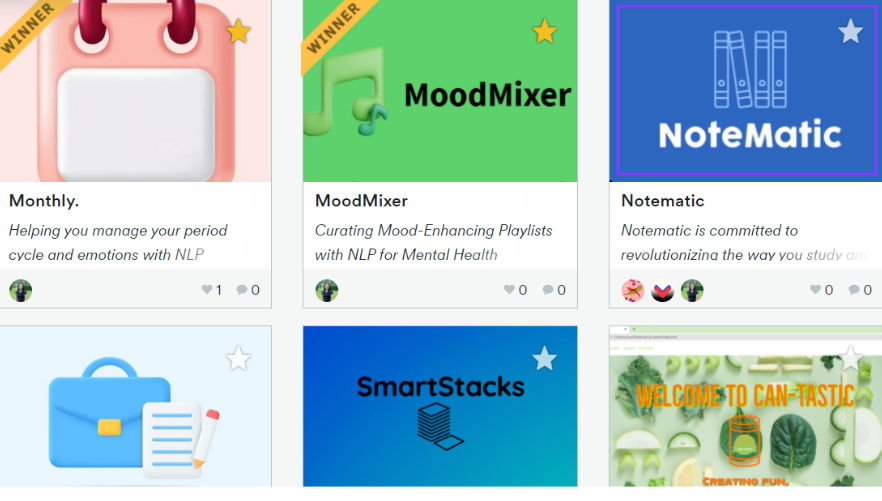 WINNER
WINNER
MoodMixer
NoteMatic
Monthly.
Helping you manage your period
cycle and emotions with NLP
1
0
MoodMixer
Curating Mood-Enhancing Playlists
with NLP for Mental Health
0
0
Notematic
Notematic is committed to
revolutionizing the way you study and
0
0
SmartStacks
WELCOME TO CAN-TASTIC
CREATING FUN,